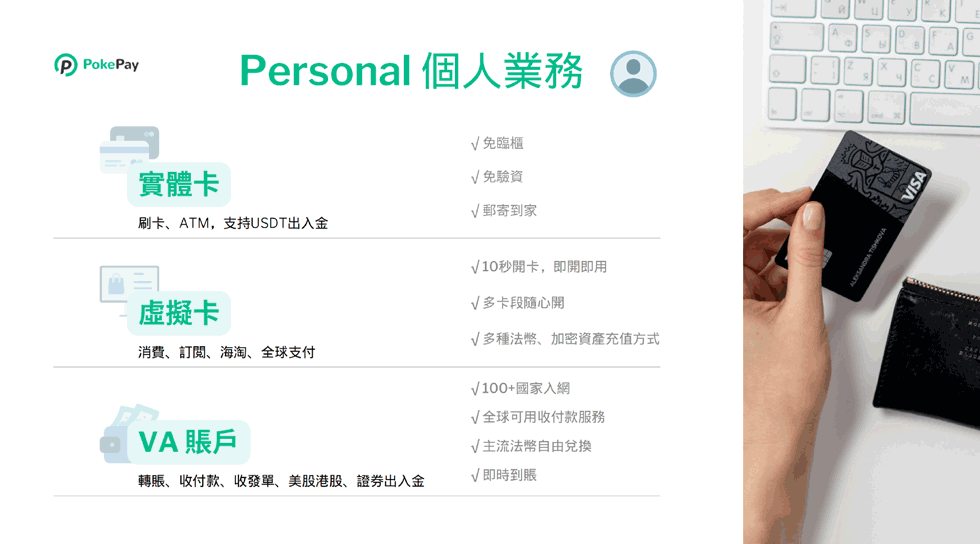 PokePay
Personal 個人業務
實體卡
刷卡、ATM，支持USDT出入金
√ 免臨櫃
√ 免驗資
√ 郵寄到家
虛擬卡
消費、訂閲、海淘、全球支付
√ 10秒開卡，即開即用
√ 多卡段隨心開
√ 多種法幣、加密資產充值方式
VA 賬戶
轉賬、收付款、收發單、美股港股、證券出入金
√ 100+國家入網
√ 全球可用收付款服務
√ 主流法幣自由兌換
√ 即時到賬
VISA
ALEKSANDRA TISHKOVA